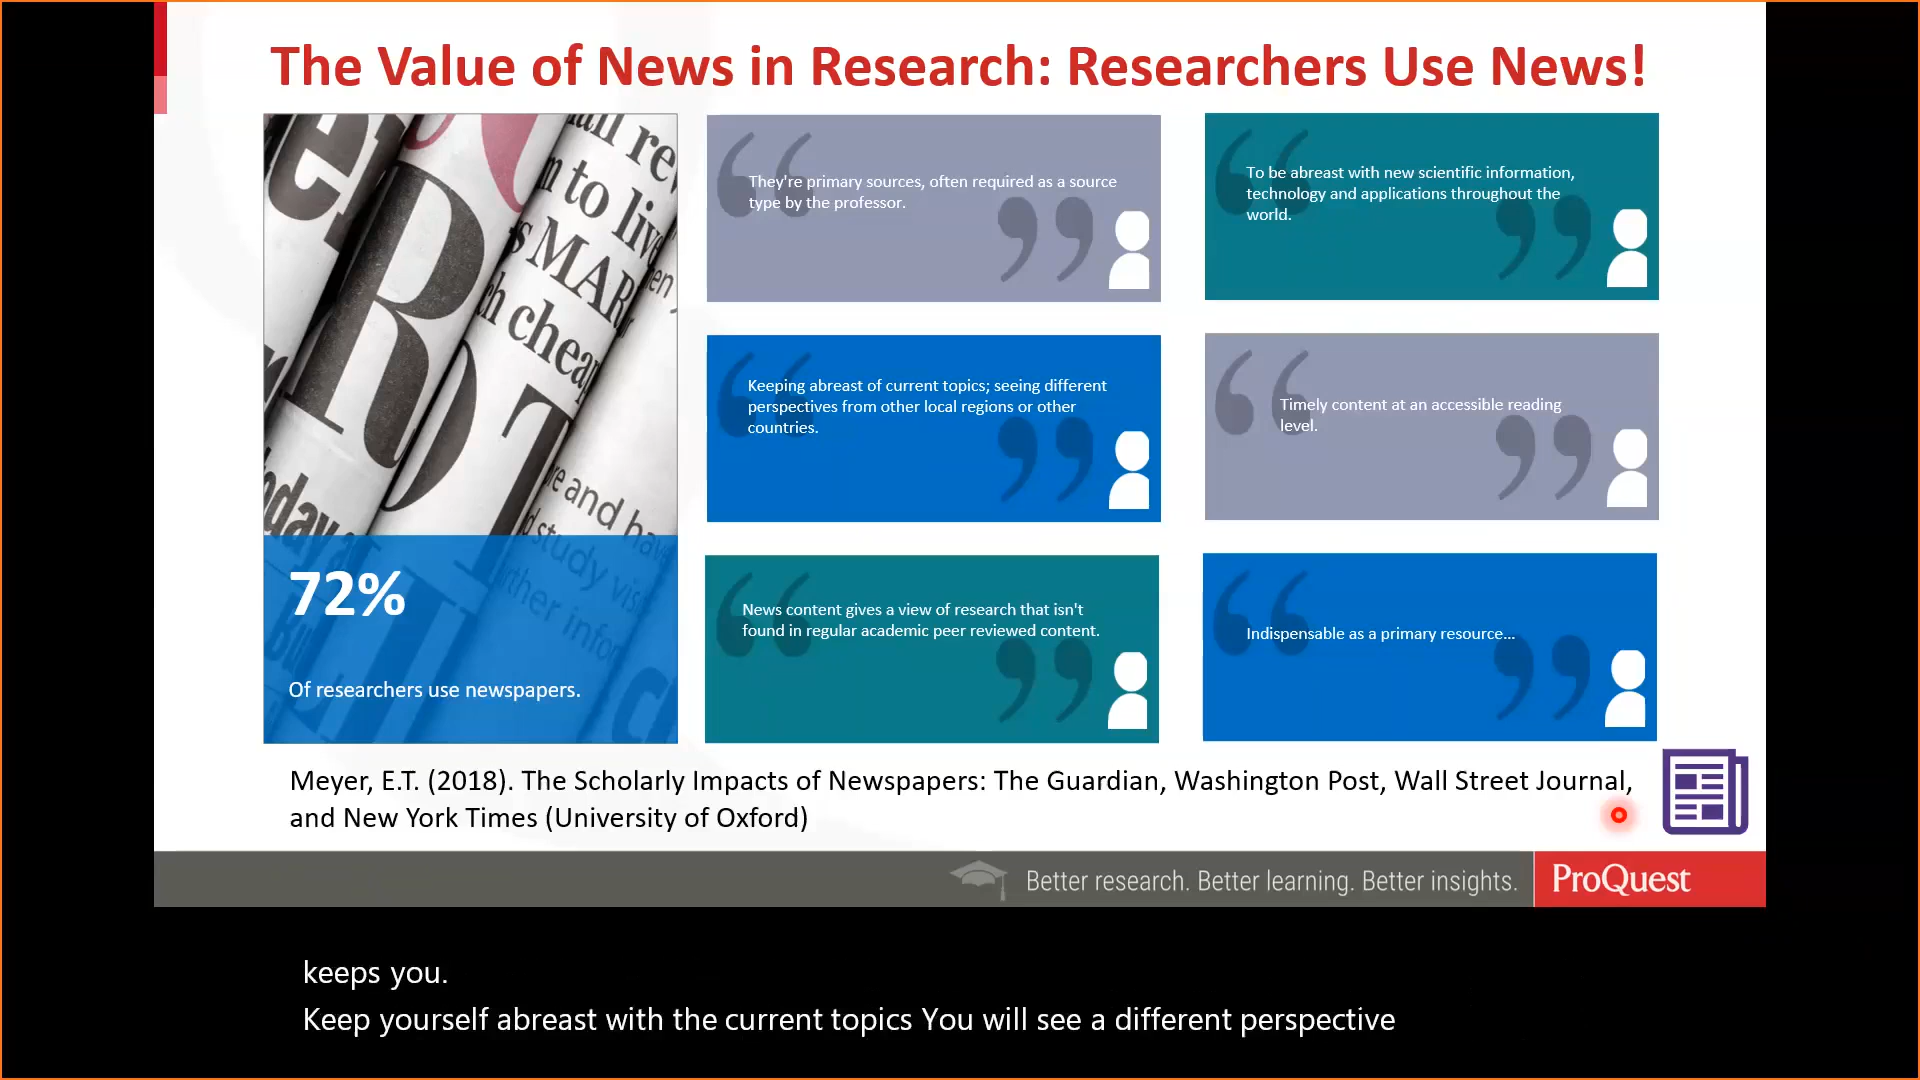 The Value of News in Research: Researchers Use News!
They're primary sources, often required as a source
type by the professor.
To be abreast with new scientific information,
technology and applications throughout the
world.
Keeping abreast of current topics; seeing different
perspectives from other local regions or other
countries.
Timely content at an accessible reading
level.
72%
Of researchers use newspapers.
News content gives a view of research that isn't
found in regular academic peer reviewed content.
Indispensable as a primary resource...
Meyer, E.T. (2018). The Scholarly Impacts of Newspapers: The Guardian, Washington Post, Wall Street Journal,
and New York Times (University of Oxford)
Better research. Better learning. Better insights.
ProQuest
keeps you.
Keep yourself abreast with the current topics You will see a different perspective